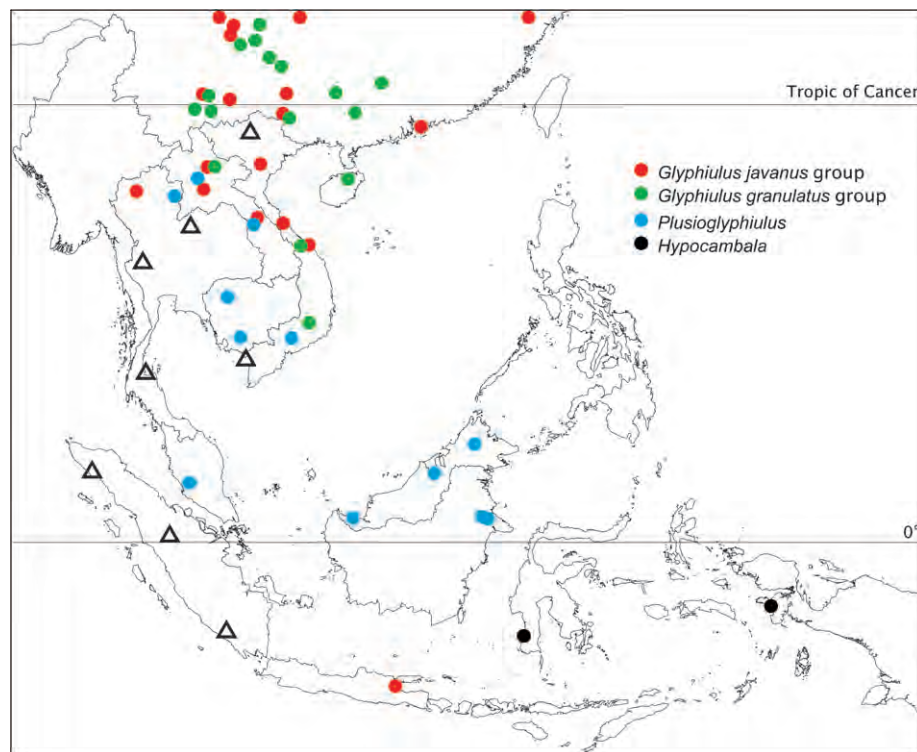 Tropic of Cancer
Glyphiulus javanus group
Glyphiulus granulatus group
Plusioglyphiulus
Hypocambala
0°